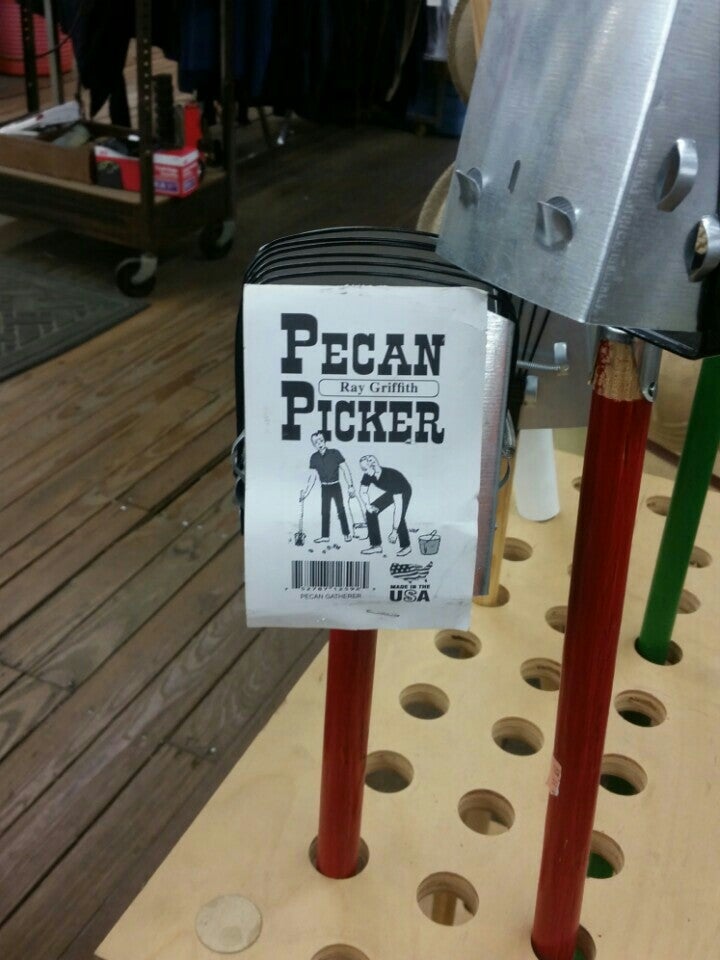 PECAN
Ray Griffith
PICKER
PECAN GATHERER
MADE IN THE
USA